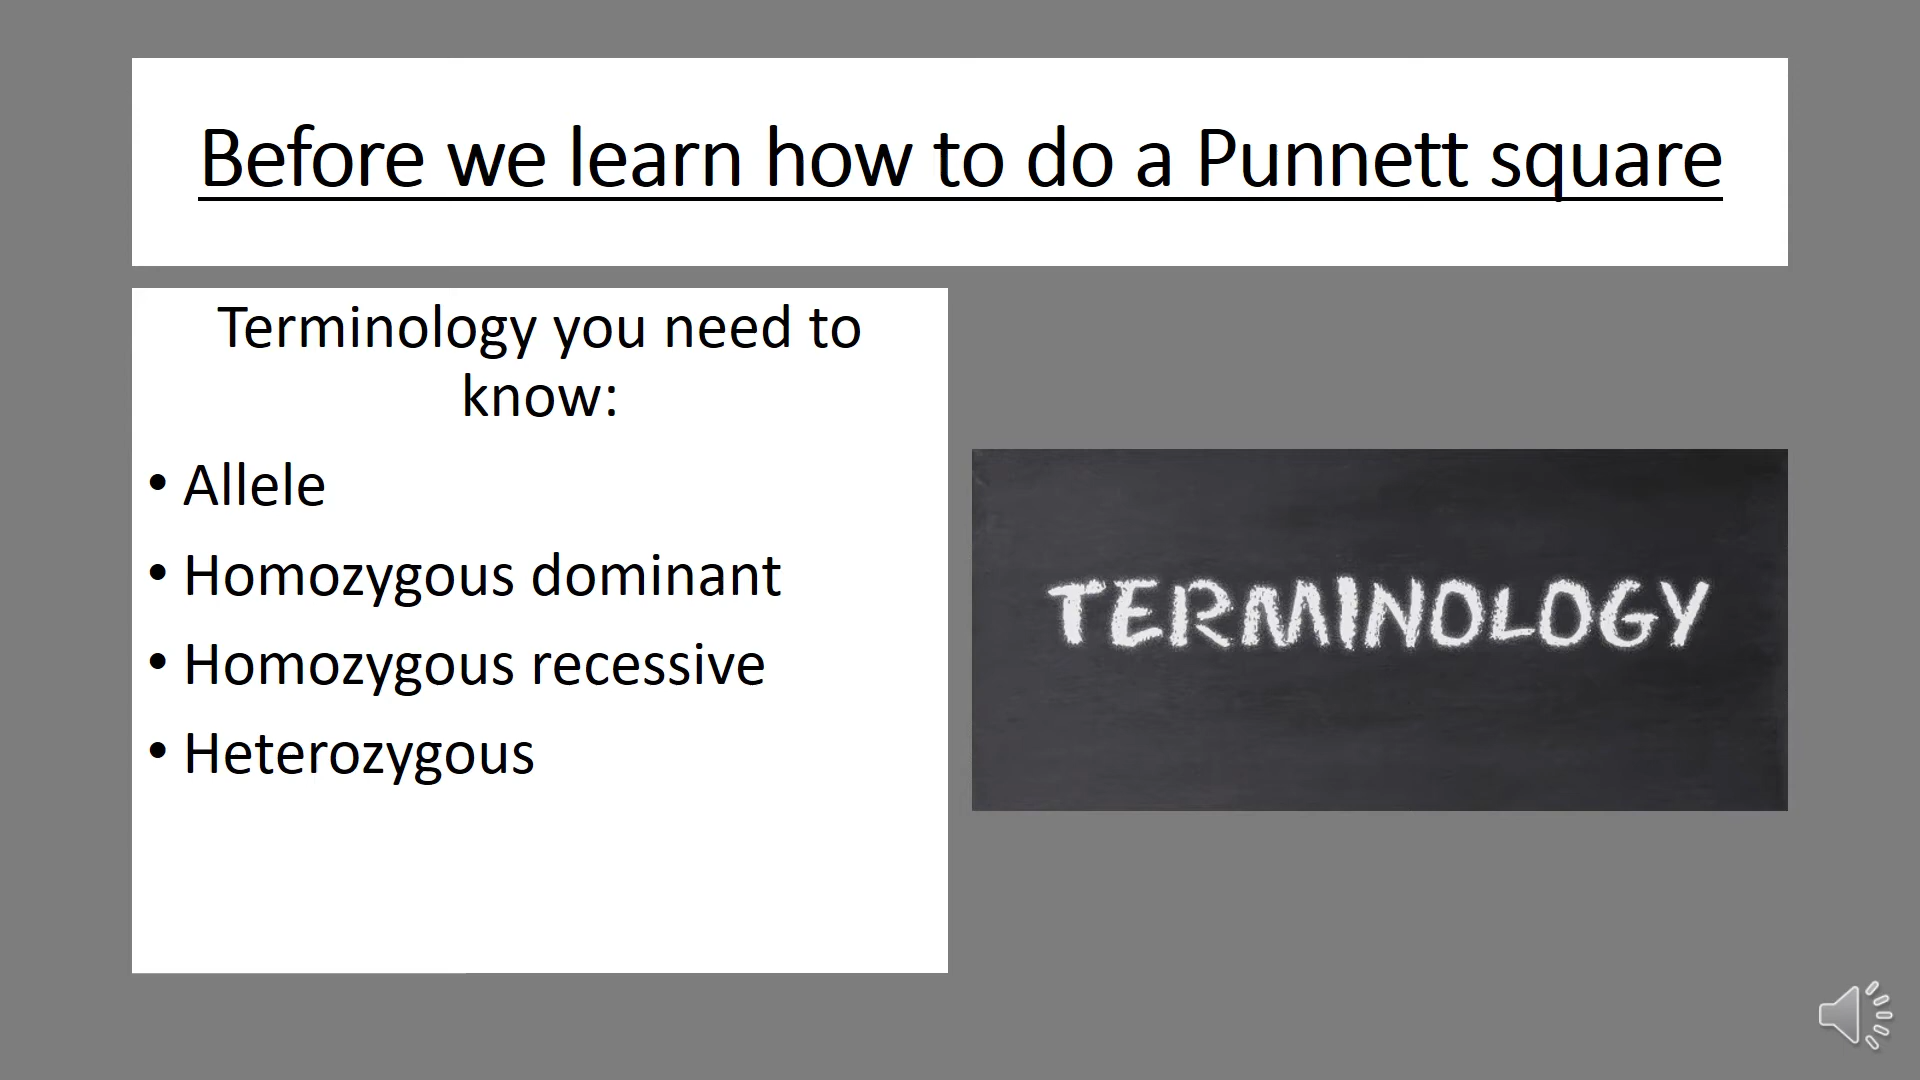 Before we learn how to do a Punnett square
Terminology you need to
know:
• Allele
• Homozygous dominant
• Homozygous recessive
• Heterozygous
TERMINOLOGY